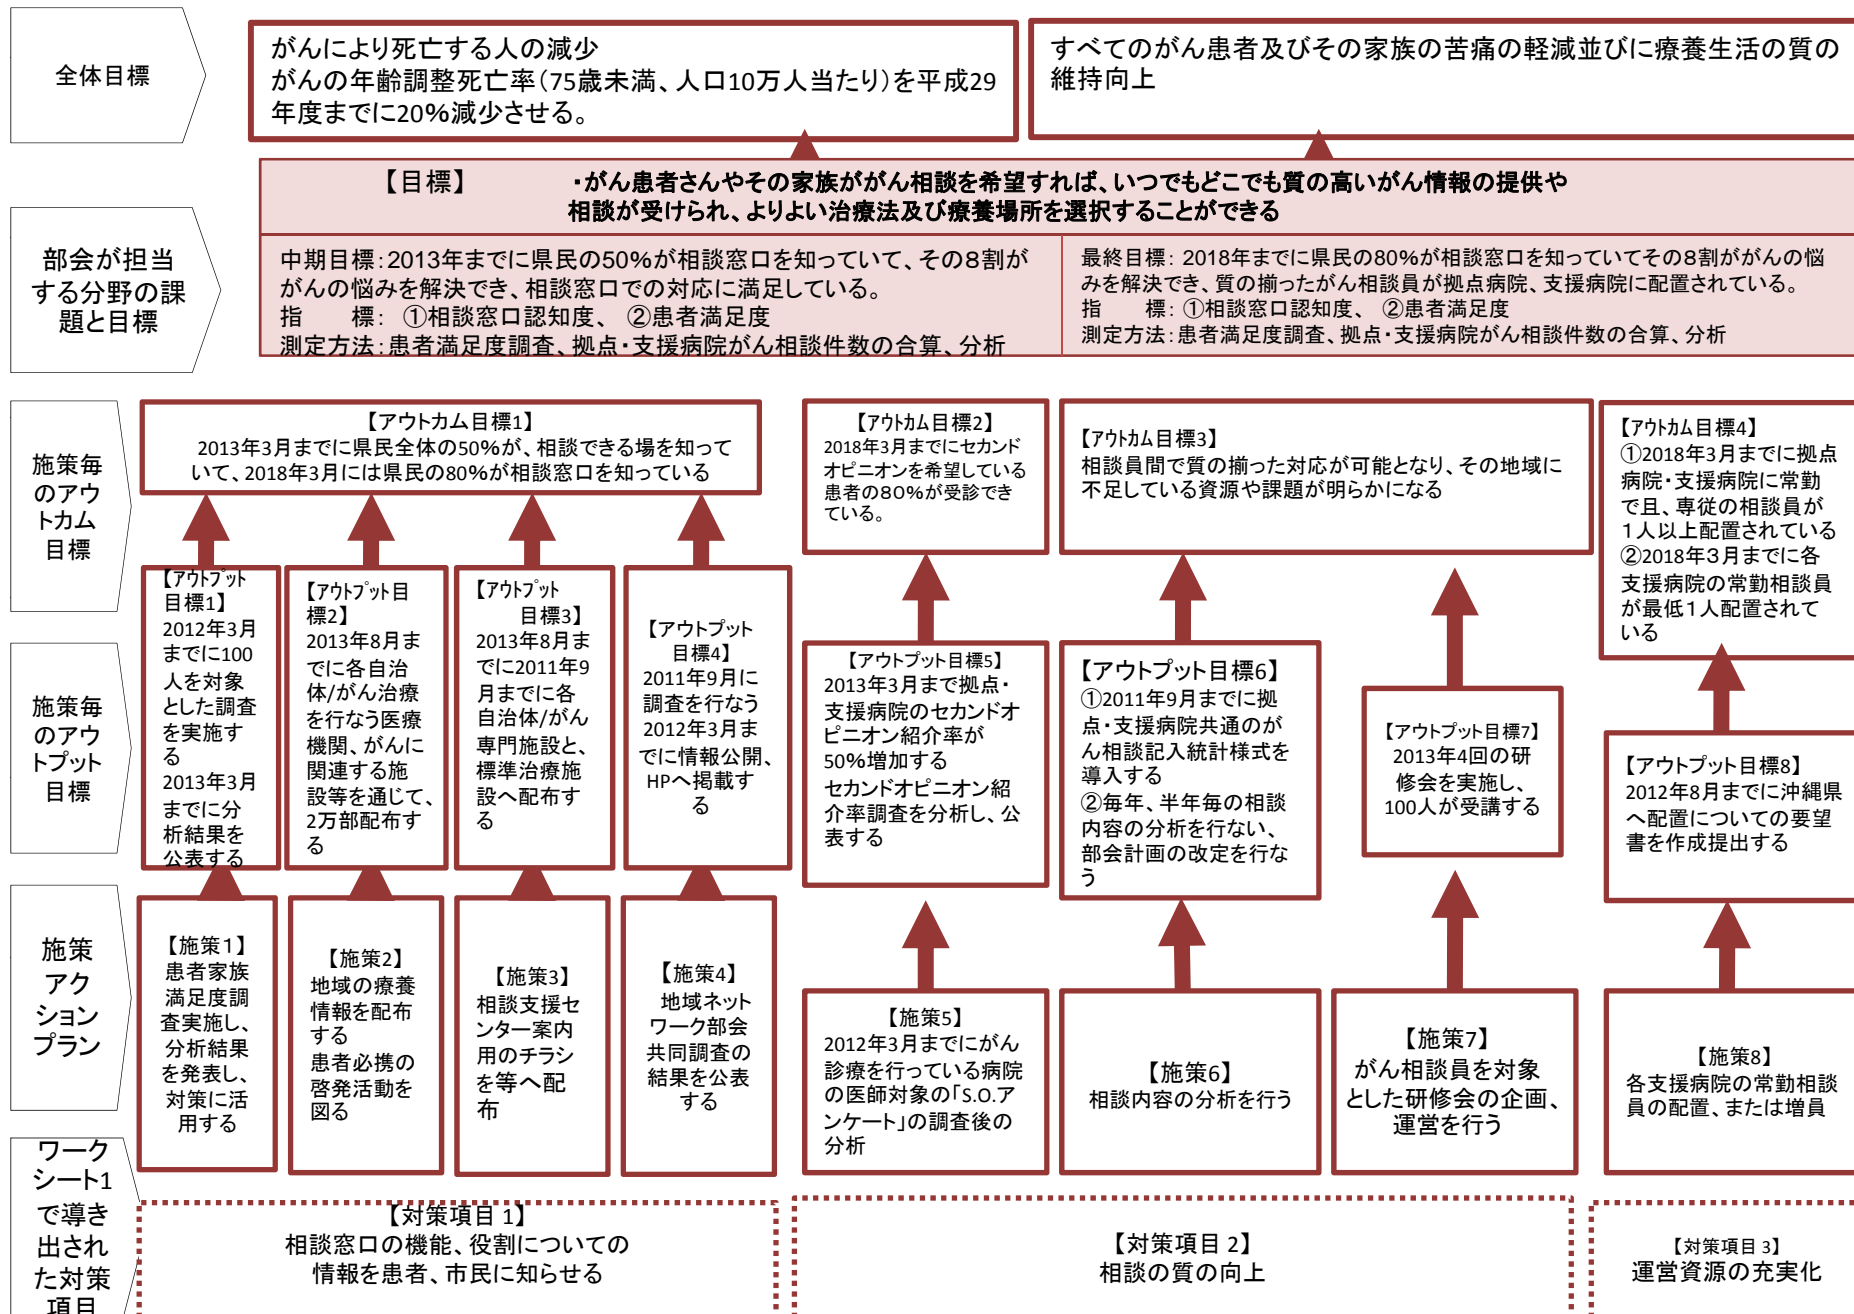 全体目標
がんにより死亡する人の減少
がんの年齢調整死亡率(75歳未満、人口10万人当たり)を平成29
年度までに20%減少させる。
すべてのがん患者及びその家族の苦痛の軽減並びに療養生活の質の
維持向上
部会が担当
する分野の課
題と目標
【目標】 ・がん患者さんやその家族ががん相談を希望すれば、いつでもどこでも質の高いがん情報の提供や
相談が受けられ、よりよい治療法及び療養場所を選択することができる
中期目標：2013年までに県民の50%が相談窓口を知っていて、その8割が
がんの悩みを解決でき、相談窓口での対応に満足している。
指　　標： ①相談窓口認知度、 ②患者満足度
測定方法：患者満足度調査、拠点・支援病院がん相談件数の合算、分析
最終目標： 2018年までに県民の80%が相談窓口を知っていてその8割ががんの悩
みを解決でき、質の揃ったがん相談員が拠点病院、支援病院に配置されている。
指　　標：①相談窓口認知度、 ②患者満足度
測定方法：患者満足度調査、拠点・支援病院がん相談件数の合算、分析
施策毎
のアウ
トカム
目標
【アウトカム目標1】
2013年3月までに県民全体の50%が、相談できる場を知って
いて、2018年3月には県民の80%が相談窓口を知っている
【アウトカム目標2】
2018年3月までにセカンド
オピニオンを希望している
患者の80%が受診でき
ている。
【アウトカム目標3】
相談員間で質の揃った対応が可能となり、その地域に
不足している資源や課題が明らかになる
【アウトカム目標4】
①2018年3月までに拠点
病院・支援病院に常勤
で且、専従の相談員が
1人以上配置されている
②2018年3月までに各
支援病院の常勤相談員
が最低1人配置されて
いる
施策毎
のアウ
トプット
目標
【アウトプット
目標1】
2012年3月
までに100
人を対象
とした調査
を実施す
る
2013年3月
までに分
析結果を
公表する
【アウトプット目
標2】
2013年8月ま
でに各自治
体/がん治療
を行なう医療
機関、がんに
関連する施
設等を通じて、
2万部配布す
る
【アウトプット
目標3】
2013年8月ま
でに2011年9
月までに各
自治体/がん
専門施設と、
標準治療施
設へ配布す
る
【アウトプット
目標4】
2011年9月に
調査を行なう
2012年3月ま
でに情報公開、
HPへ掲載す
る
【アウトプット目標5】
2013年3月まで拠点・
支援病院のセカンドオ
ピニオン紹介率が
50%増加する
セカンドオピニオン紹
介率調査を分析し、公
表する
【アウトプット目標6】
①2011年9月までに拠
点・支援病院共通のが
ん相談記入統計様式を
導入する
②毎年、半年毎の相談
内容の分析を行ない、
部会計画の改定を行な
う
【アウトプット目標7】
2013年4回の研
修会を実施し、
100人が受講する
【アウトプット目標8】
2012年8月までに沖縄県
へ配置についての要望
書を作成提出する
施策
アク
ション
プラン
【施策1】
患者家族
満足度調
査実施し、
分析結果
を発表し、
対策に活
用する
【施策2】
地域の療養
情報を配布
する
患者必携の
啓発活動を
図る
【施策3】
相談支援セ
ンター案内
用のチラシ
を等へ配
布
【施策4】
地域ネット
ワーク部会
共同調査の
結果を公表
する
【施策5】
2012年3月までにがん
診療を行っている病院
の医師対象の「S.O.ア
ンケート」の調査後の
分析
【施策6】
相談内容の分析を行う
【施策7】
がん相談員を対象
とした研修会の企画、
運営を行う
【施策8】
各支援病院の常勤相談
員の配置、または増員
ワーク
シート1
で導き
出され
た対策
項目
【対策項目 1】
相談窓口の機能、役割についての
情報を患者、市民に知らせる
【対策項目 2】
相談の質の向上
【対策項目 3】
運営資源の充実化